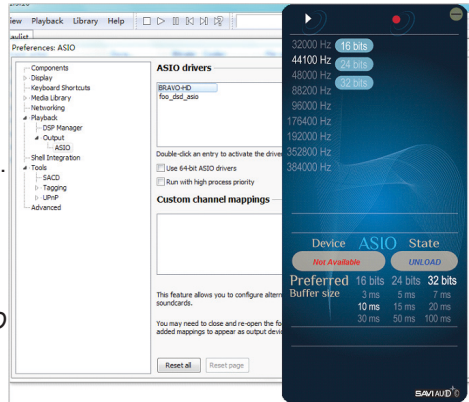 iew Playback Library Help
aylist
Preferences: ASIO
Components
Display
Keyboard Shortcuts
Media Library
Networking
Playback
DSP Manager
Output
ASIO
Shell Integration
Tools
SACD
Tagging
UPnP
Advanced
ASIO drivers
BRAVO-HD
foo_dsd_asio
Double-click an entry to activate the driver
Use 64-bit ASIO drivers
Run with high process priority
Custom channel mappings
This feature allows you to configure altern
soundcards.
You may need to close and re-open the fo
added mappings to appear as output devic
Reset all Reset page
32000 Hz 16 bits
44100 Hz 24 bits
48000 Hz 32 bits
88200 Hz
96000 Hz
176400 Hz
192000 Hz
352800 Hz
384000 Hz
Device ASIO State
Not Available UNLOAD
Preferred 16 bits 24 bits 32 bits
Buffer size 3 ms 5 ms 7 ms
10 ms 15 ms 20 ms
30 ms 50 ms 100 ms
SAVIAUDIO